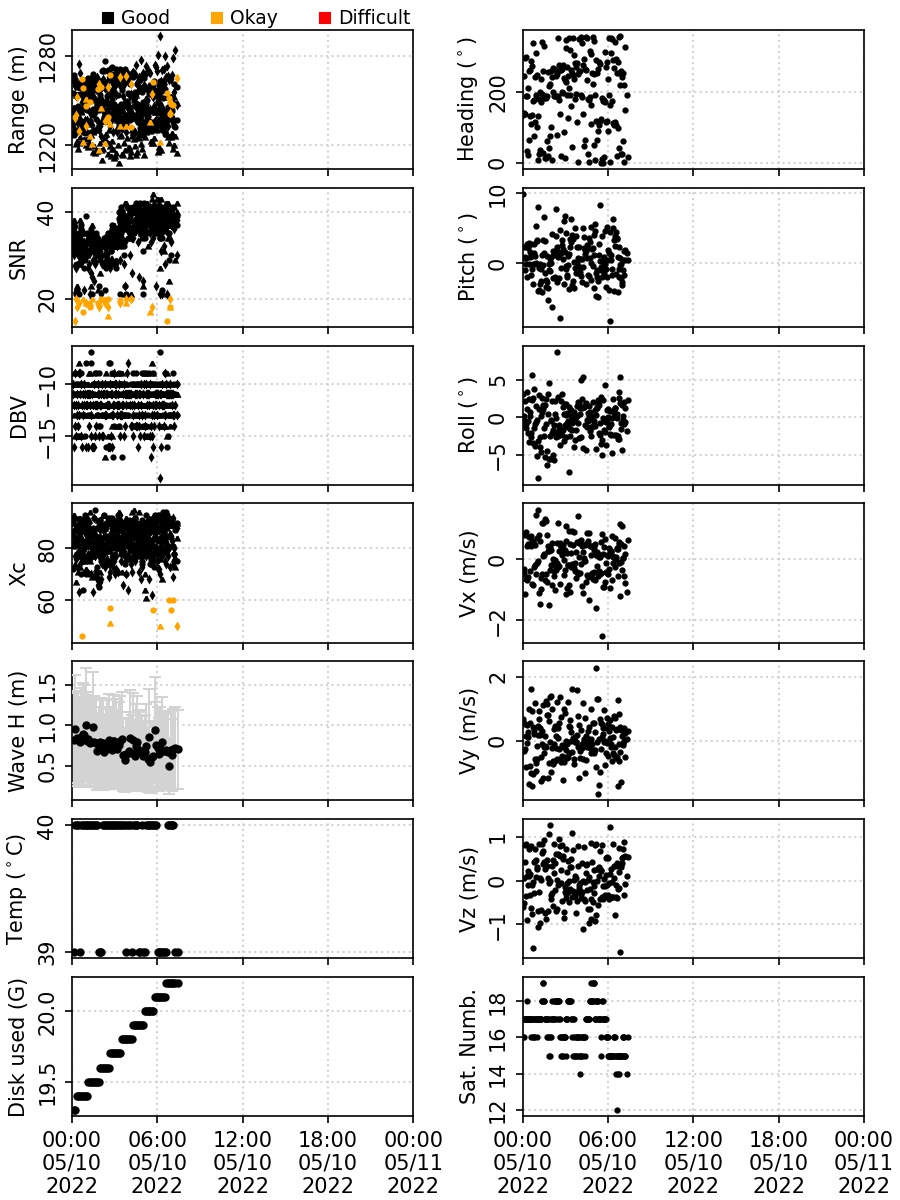 Good Okay Difficult
Range (m)
1280
1220
Heading (°)
200
0
SNR
40
20
Pitch (°)
10
0
DBV
−10
−15
Roll (°)
5
0
−5
Xc
80
60
Vx (m/s)
0
−2
Wave H (m)
1.5
1.0
0.5
Vy (m/s)
2
0
Temp (°C)
40
39
Vz (m/s)
1
0
−1
Disk used (G)
20.0
19.5
Sat. Numb.
18
16
14
12
00:00 06:00 12:00 18:00 00:00
05/10 05/10 05/10 05/10 05/11
2022 2022 2022 2022 2022
00:00 06:00 12:00 18:00 00:00
05/10 05/10 05/10 05/10 05/11
2022 2022 2022 2022 2022